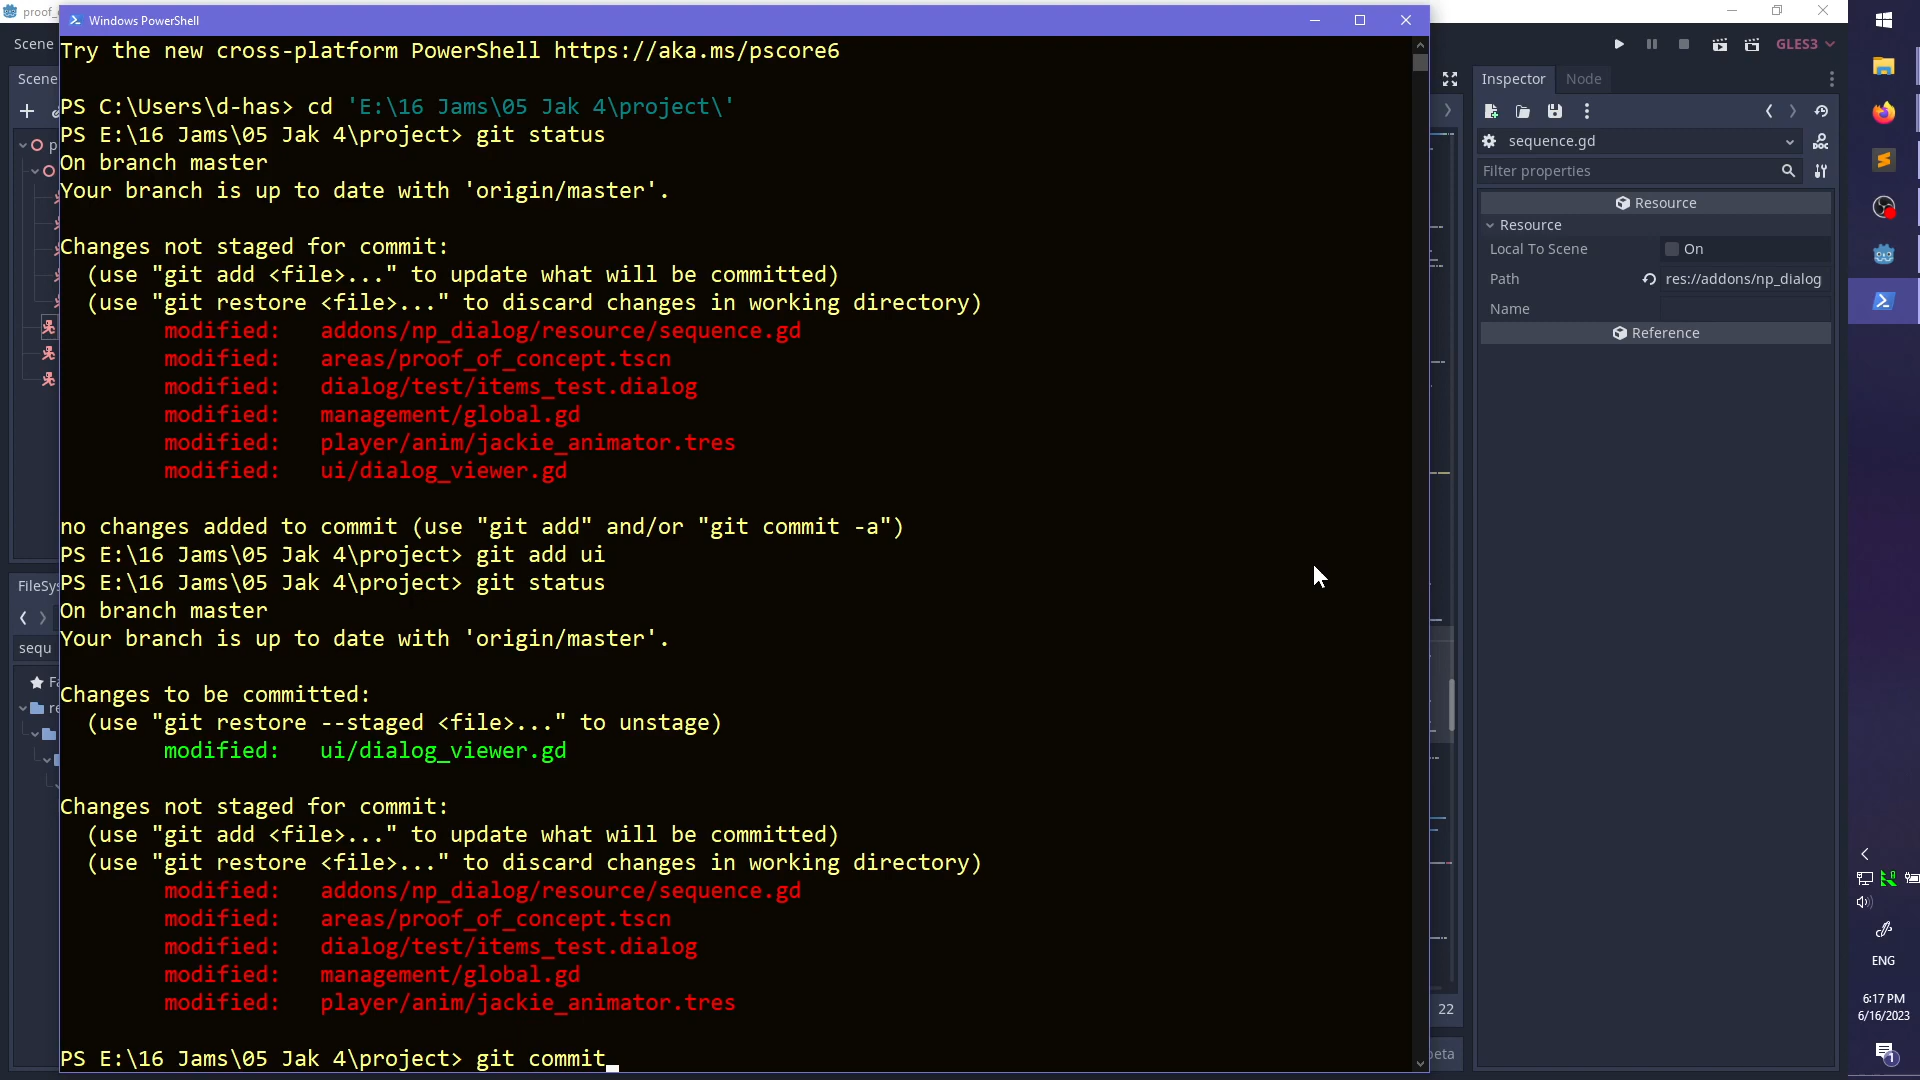 proof_
Windows PowerShell
Scene
GLES3
Scene
Inspector
Node
Try the new cross-platform PowerShell https://aka.ms/pscore6
PS C:\Users\d-has> cd 'E:\16 Jams\05 Jak 4\project\'
PS E:\16 Jams\05 Jak 4\project> git status
On branch master
Your branch is up to date with 'origin/master'.
Changes not staged for commit:
(use "git add <file>..." to update what will be committed)
(use "git restore <file>..." to discard changes in working directory)
modified: addons/np_dialog/resource/sequence.gd
modified: areas/proof_of_concept.tscn
modified: dialog/test/items_test.dialog
modified: management/global.gd
modified: player/anim/jackie_animator.tres
modified: ui/dialog_viewer.gd
no changes added to commit (use "git add" and/or "git commit -a")
PS E:\16 Jams\05 Jak 4\project> git add ui
PS E:\16 Jams\05 Jak 4\project> git status
On branch master
Your branch is up to date with 'origin/master'.
Changes to be committed:
(use "git restore --staged <file>..." to unstage)
modified: ui/dialog_viewer.gd
Changes not staged for commit:
(use "git add <file>..." to update what will be committed)
(use "git restore <file>..." to discard changes in working directory)
modified: addons/np_dialog/resource/sequence.gd
modified: areas/proof_of_concept.tscn
modified: dialog/test/items_test.dialog
modified: management/global.gd
modified: player/anim/jackie_animator.tres
PS E:\16 Jams\05 Jak 4\project> git commit
p
FileSy
sequ
Fa
re
22
beta
sequence.gd
DOC
Filter properties
Resource
Resource
Local To Scene
On
Path
res://addons/np_dialog
Name
Reference
ENG
6:17 PM
6/16/2023
1